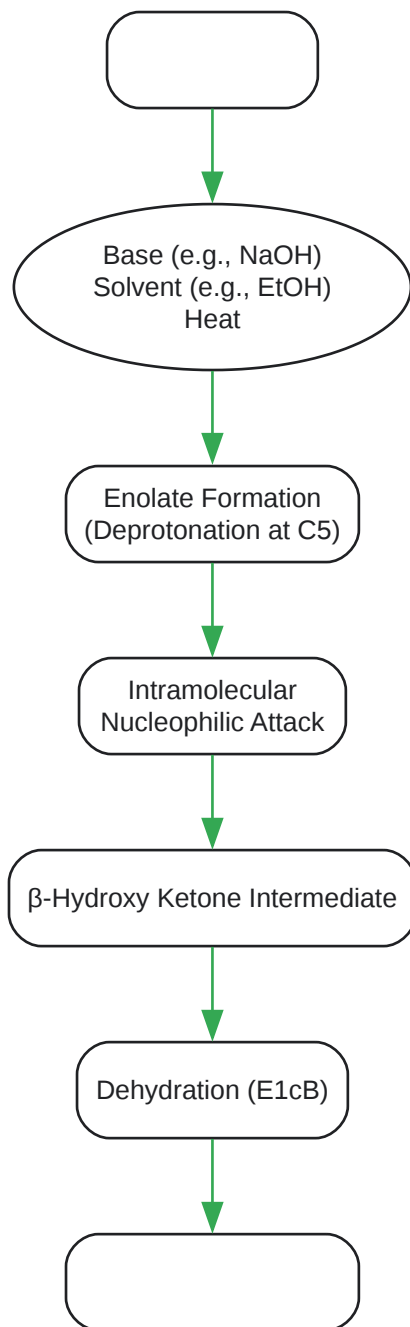 Base (e.g., NaOH)
Solvent (e.g., EtOH)
Heat
Enolate Formation
(Deprotonation at C5)
Intramolecular
Nucleophilic Attack
β-Hydroxy Ketone Intermediate
Dehydration (E1cB)